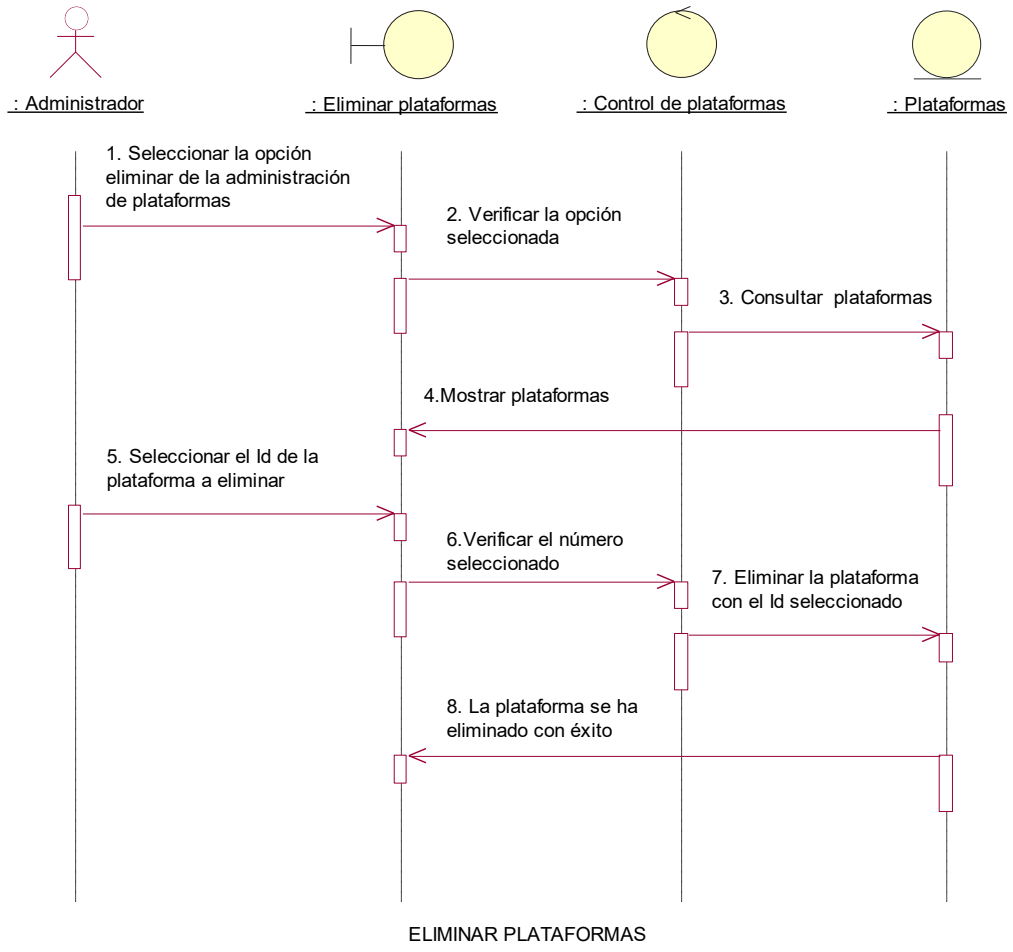 : Administrador
: Eliminar plataformas
: Control de plataformas
: Plataformas
1. Seleccionar la opción
eliminar de la administración
de plataformas
2. Verificar la opción
seleccionada
3. Consultar plataformas
4.Mostrar plataformas
5. Seleccionar el Id de la
plataforma a eliminar
6.Verificar el número
seleccionado
7. Eliminar la plataforma
con el Id seleccionado
8. La plataforma se ha
eliminado con éxito
ELIMINAR PLATAFORMAS